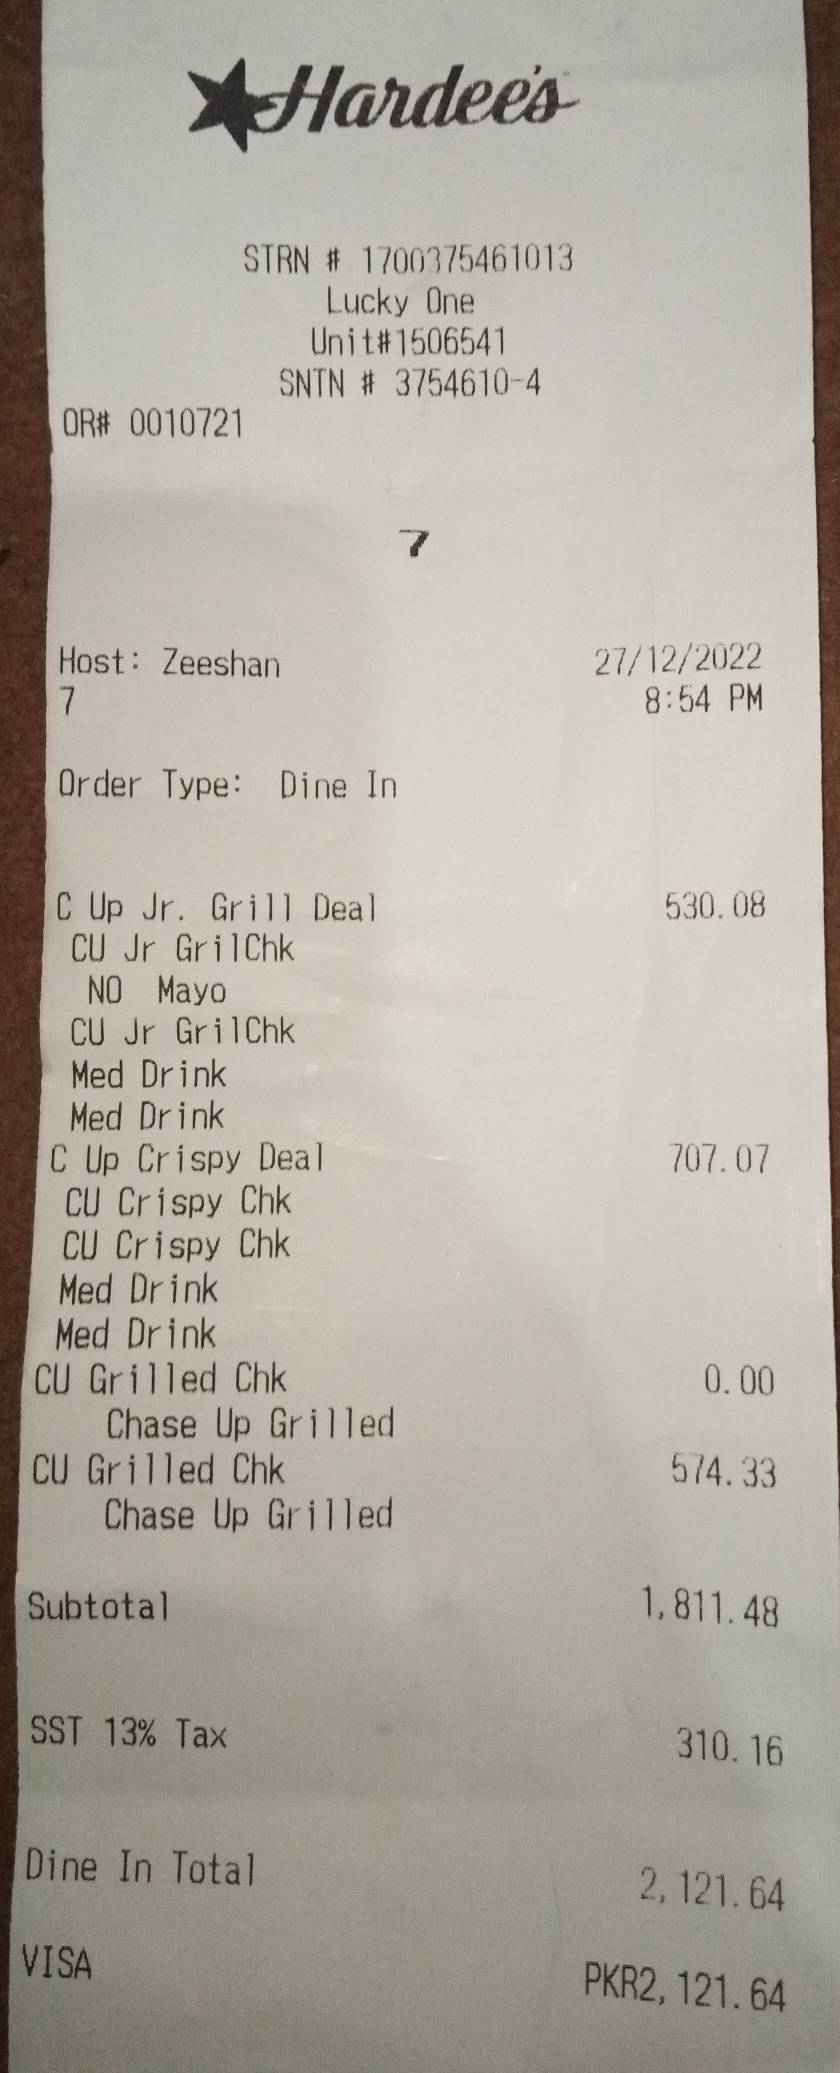 Hardee's
STRN # 1700375461013
Lucky One
Unit#1506541
SNTN # 3754610-4
OR# 0010721
7
Host: Zeeshan 27/12/2022
7 8:54 PM
Order Type: Dine In
C Up Jr. Grill Deal 530.08
CU Jr GrilChk
NO Mayo
CU Jr GrilChk
Med Drink
Med Drink
C Up Crispy Deal 707.07
CU Crispy Chk
CU Crispy Chk
Med Drink
Med Drink
CU Grilled Chk 0.00
Chase Up Grilled
CU Grilled Chk 574.33
Chase Up Grilled
Subtotal 1,811.48
SST 13% Tax 310.16
Dine In Total 2,121.64
VISA PKR2,121.64